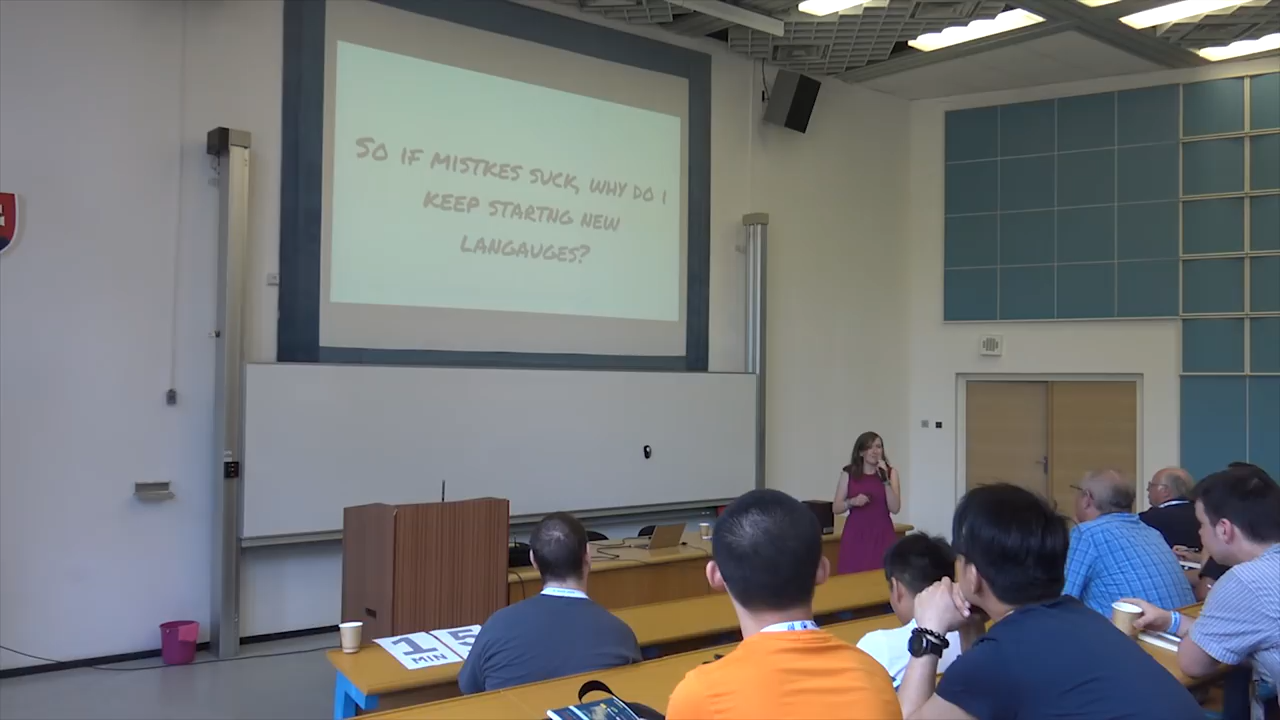 So if mistkes suck, why do i
keep startng new
langauges?
1 5
MIN